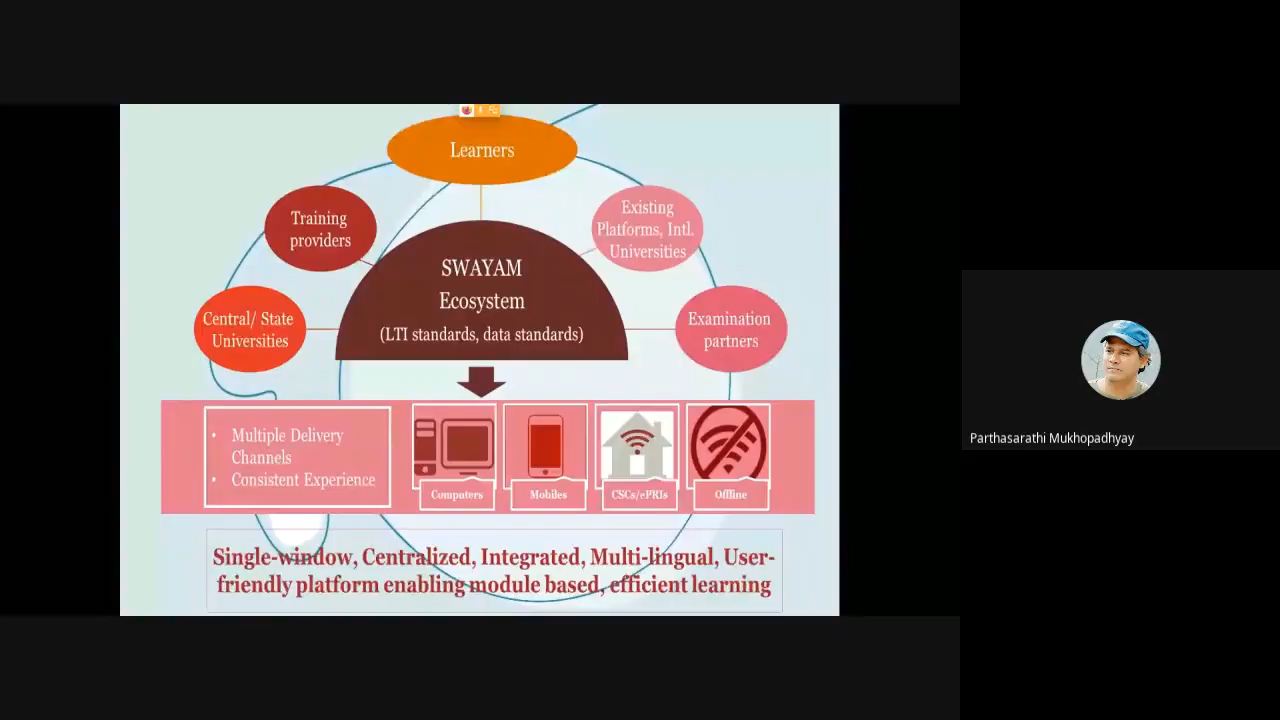 Learners
Training
providers
Existing
Platforms, Intl.
Universities
SWAYAM
Ecosystem
(LTI standards, data standards)
Central/ State
Universities
Examination
partners
• Multiple Delivery
Channels
• Consistent Experience
Computers
Mobiles
CSCs/ePRIs
Offline
Single-window, Centralized, Integrated, Multi-lingual, User-
friendly platform enabling module based, efficient learning
Parthasarathi Mukhopadhyay